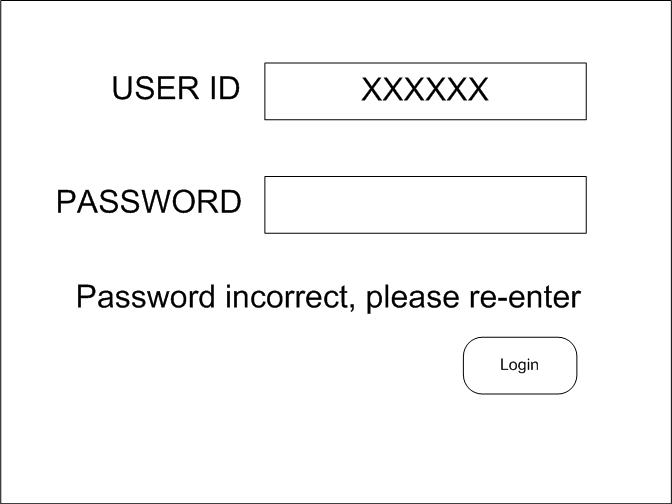 USER ID XXXXXX
PASSWORD
Password incorrect, please re-enter
Login